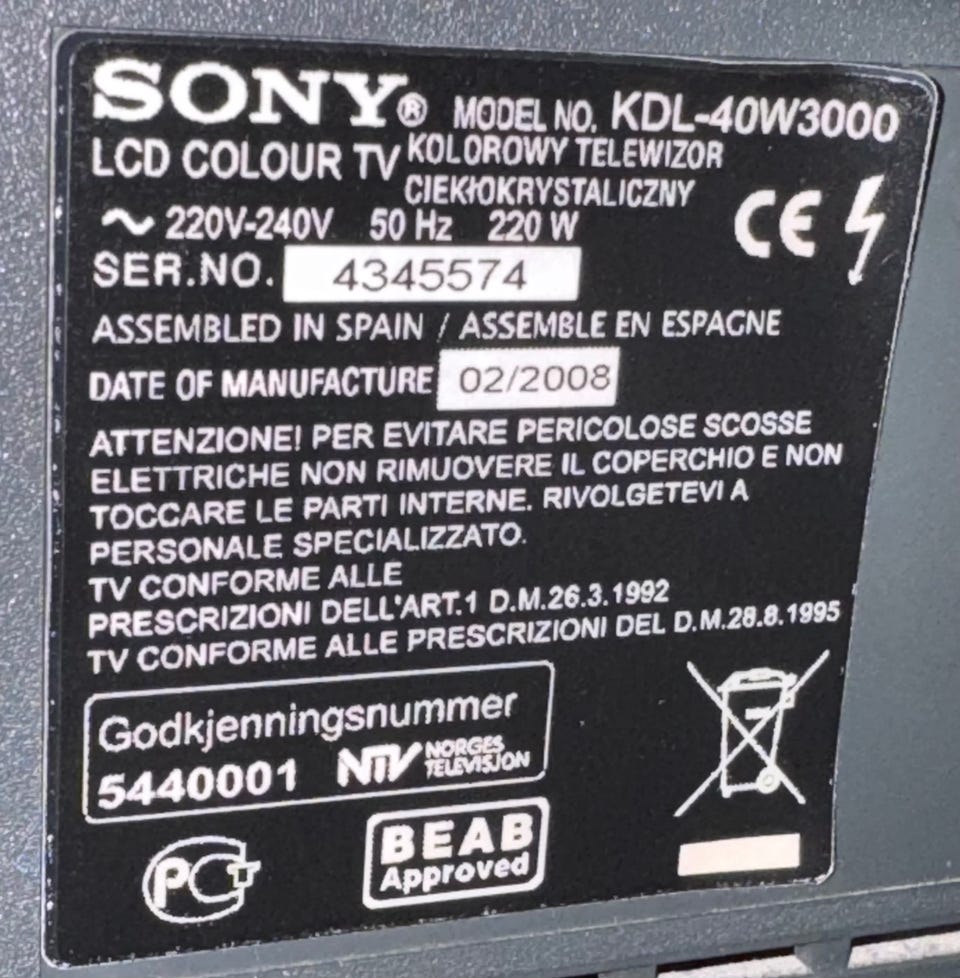 SONY® MODEL NO. KDL-40W3000
LCD COLOUR TV KOLOROWY TELEWIZOR
CIEKŁOKRYSTALICZNY
~ 220V-240V 50 Hz 220 W
CE
SER.NO. 4345574
ASSEMBLED IN SPAIN / ASSEMBLE EN ESPAGNE
DATE OF MANUFACTURE 02/2008
ATTENZIONE! PER EVITARE PERICOLOSE SCOSSE
ELETTRICHE NON RIMUOVERE IL COPERCHIO E NON
TOCCARE LE PARTI INTERNE. RIVOLGETEVI A
PERSONALE SPECIALIZZATO.
TV CONFORME ALLE
PRESCRIZIONI DELL'ART.1 D.M.26.3.1992
TV CONFORME ALLE PRESCRIZIONI DEL D.M.28.8.1995
Godkjenningsnummer
5440001 NTV NORGES
TELEVISJON
PCT
BEAB
Approved